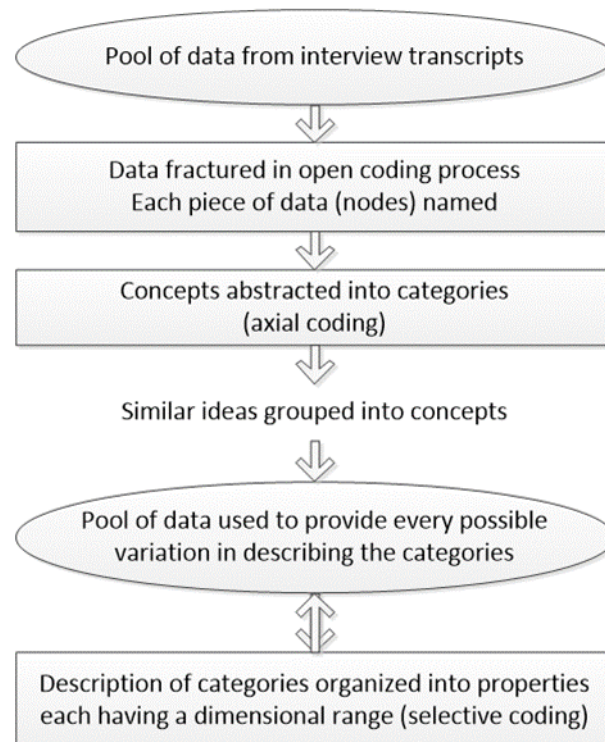 Pool of data from interview transcripts
Data fractured in open coding process
Each piece of data (nodes) named
Concepts abstracted into categories
(axial coding)
Similar ideas grouped into concepts
Pool of data used to provide every possible
variation in describing the categories
Description of categories organized into properties
each having a dimensional range (selective coding)